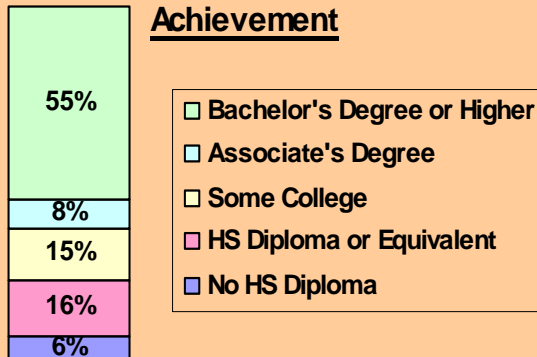 Achievement
55%
8%
15%
16%
6%
Bachelor's Degree or Higher
Associate's Degree
Some College
HS Diploma or Equivalent
No HS Diploma